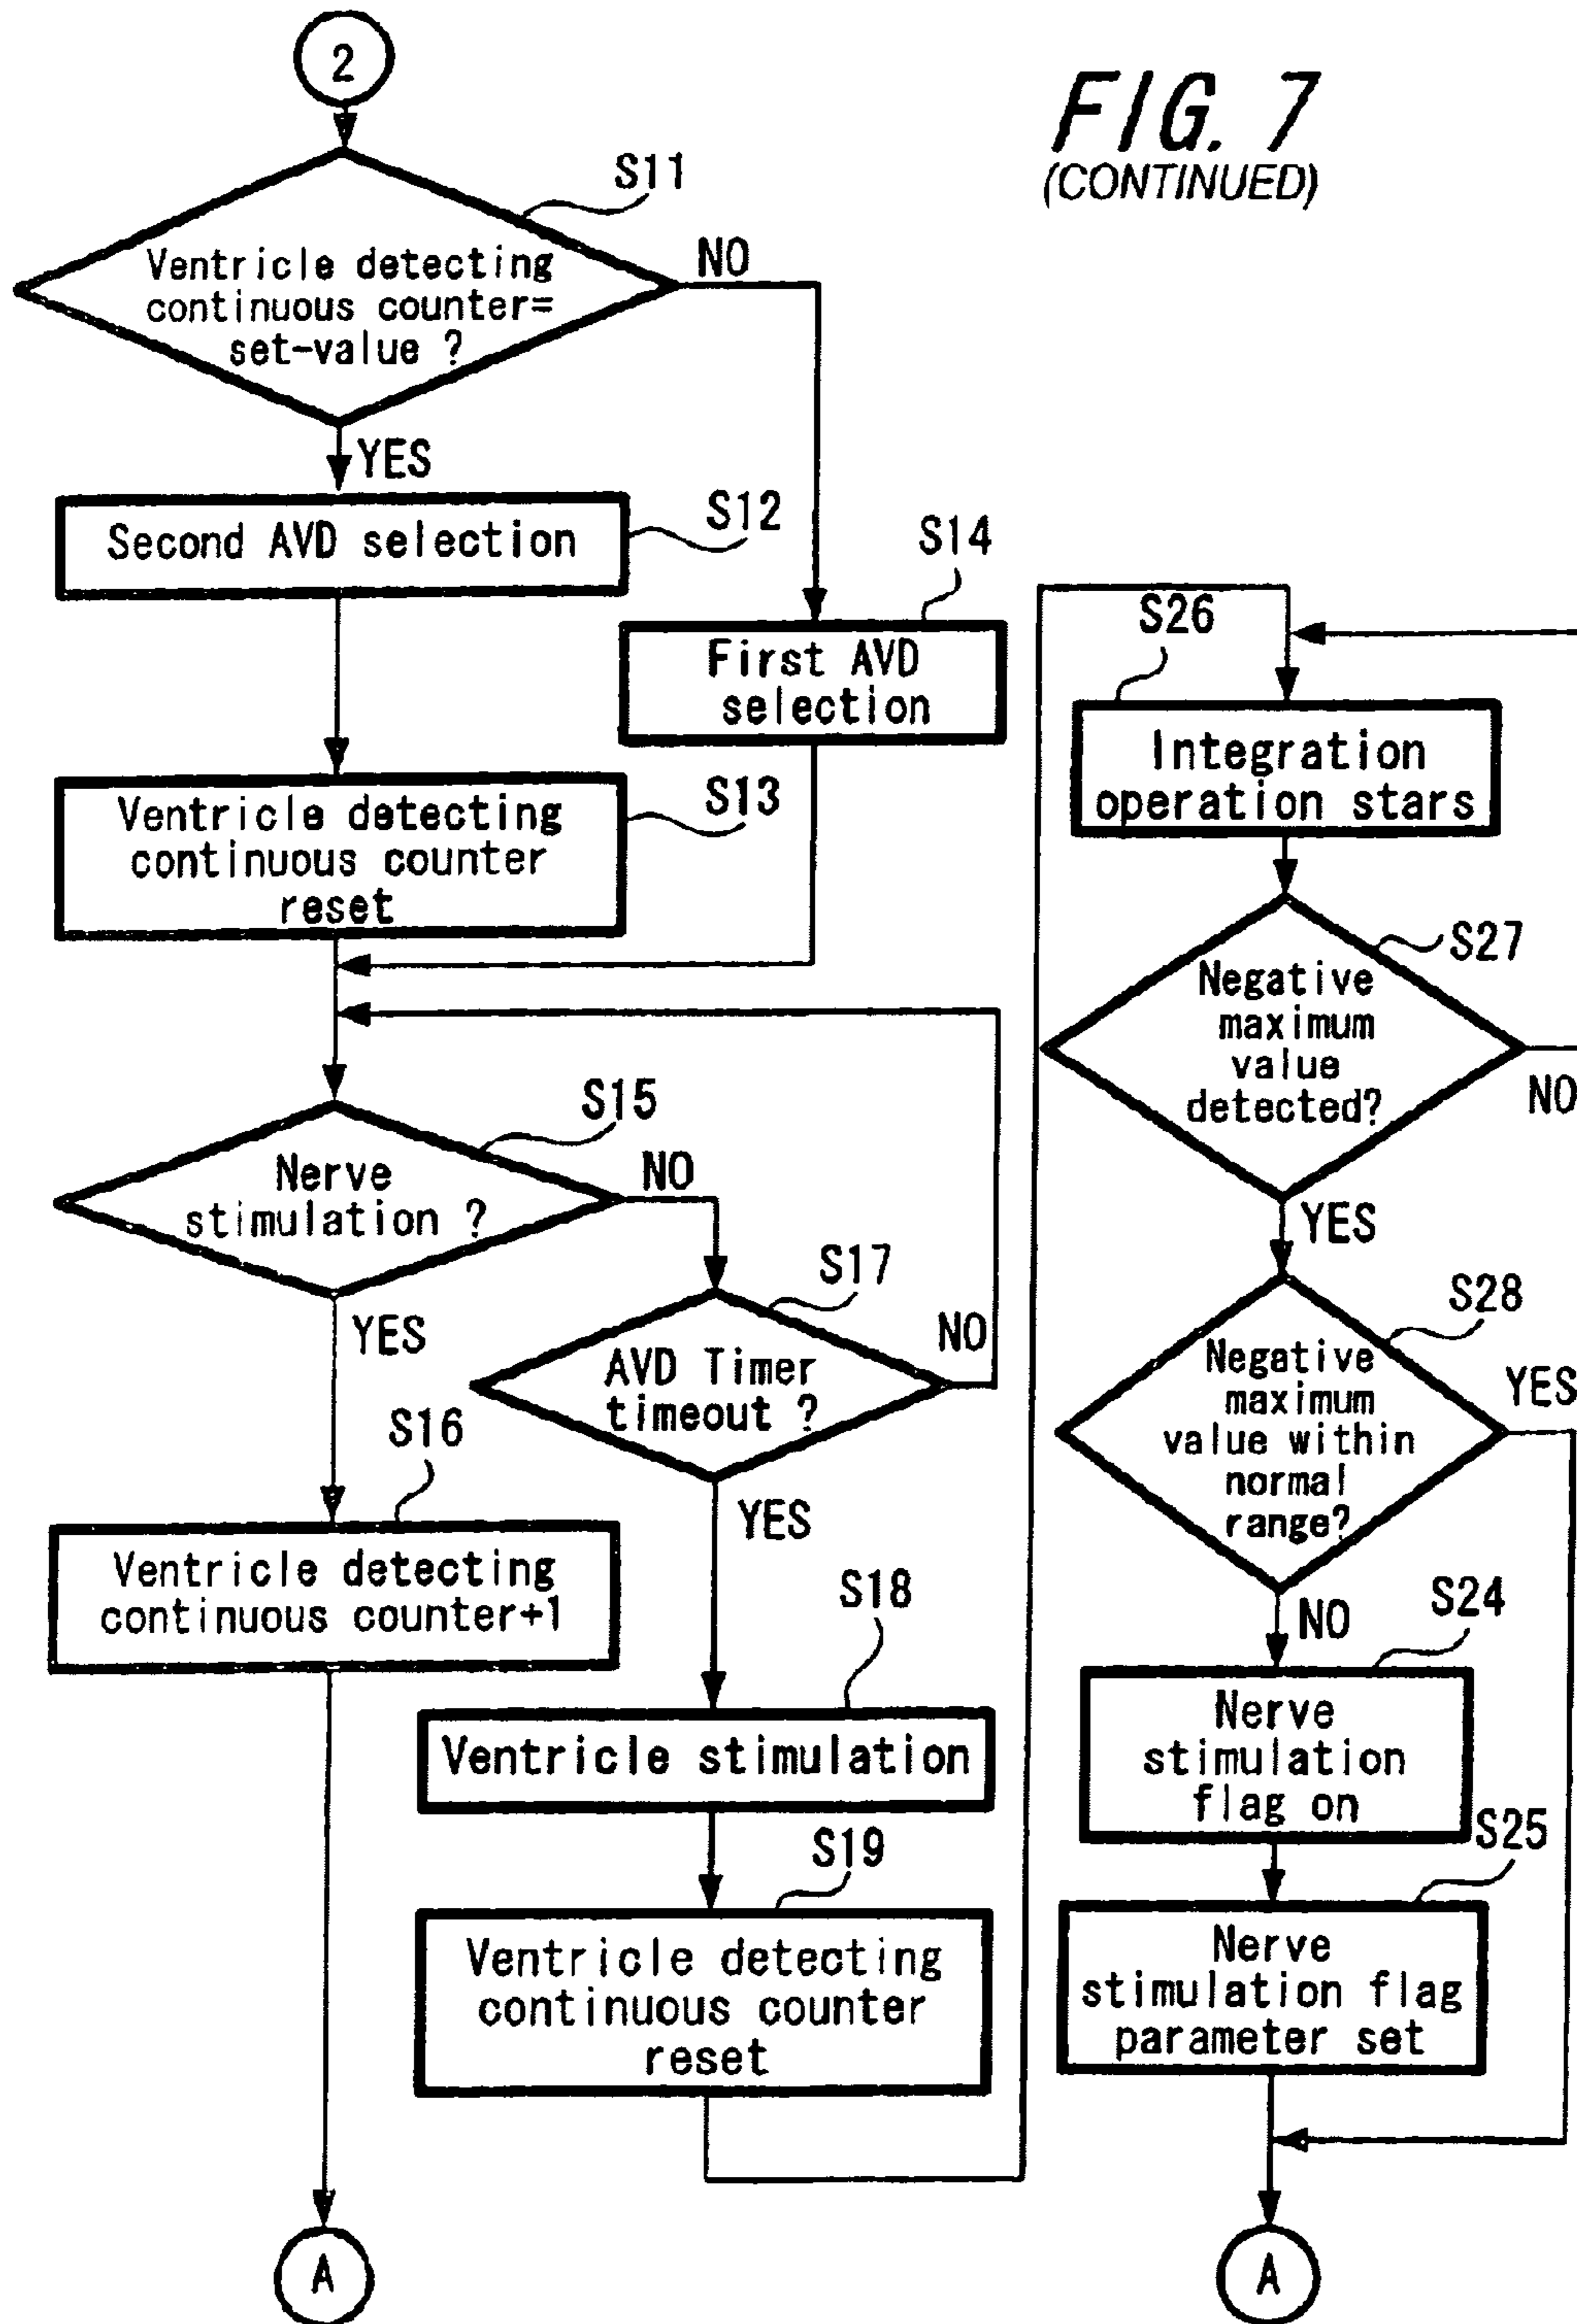 FIG. 7
(CONTINUED)
2
S11
Ventricle detecting
continuous counter=
set-value ?
NO
YES
S12
Second AVD selection
S14
First AVD
selection
S13
Ventricle detecting
continuous counter
reset
S15
Nerve
stimulation ?
NO
YES
S17
AVD Timer
timeout ?
NO
YES
S16
Ventricle detecting
continuous counter+1
S18
Ventricle stimulation
S19
Ventricle detecting
continuous counter
reset
A
S26
Integration
operation stars
S27
Negative
maximum
value
detected?
NO
YES
S28
Negative
maximum
value within
normal
range?
YES
NO
S24
Nerve
stimulation
flag on
S25
Nerve
stimulation flag
parameter set
A